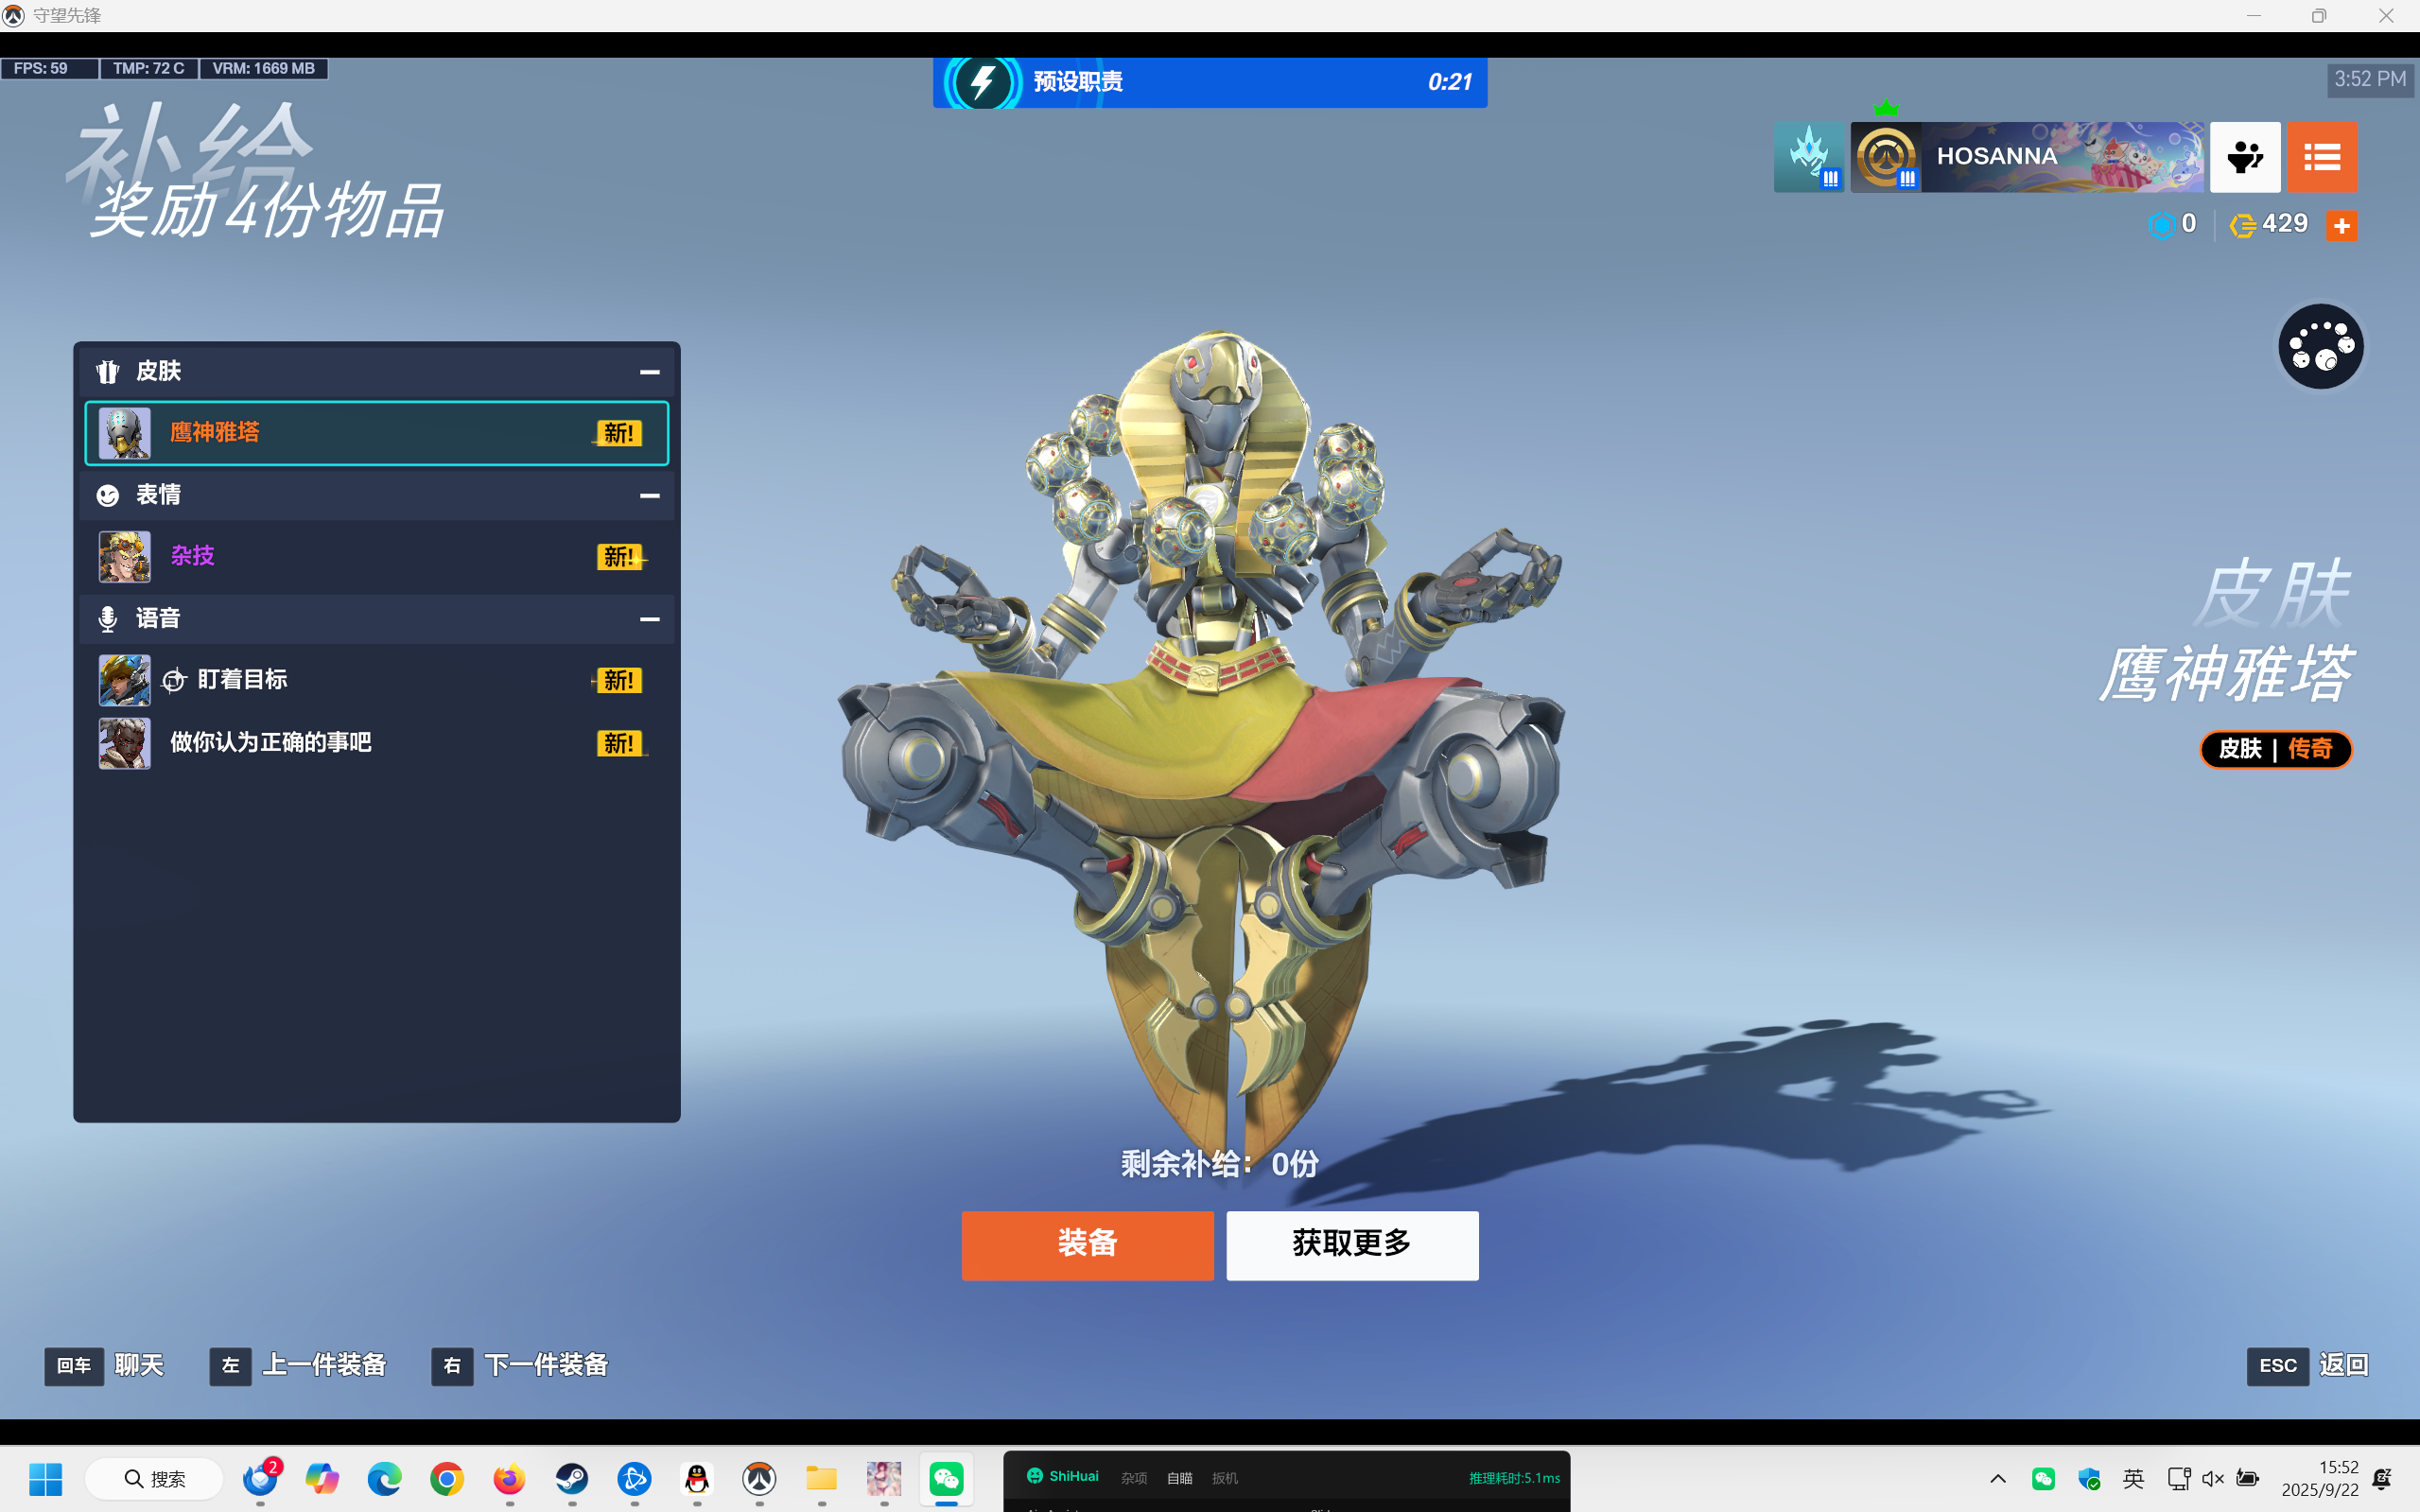 守望先锋
FPS: 59
TMP: 72 C
VRM: 1669 MB
预设职责
0:21
3:52 PM
补给
奖励4份物品
HOSANNA
0
429
皮肤
鹰神雅塔
新!
表情
杂技
新!
语音
盯着目标
新!
做你认为正确的事吧
新!
皮肤
鹰神雅塔
皮肤 | 传奇
剩余补给：0份
装备
获取更多
回车 聊天
左 上一件装备
右 下一件装备
ESC 返回
搜索
2
ShiHuai
杂项
自瞄
扳机
推理耗时:5.1ms
英
15:52
2025/9/22